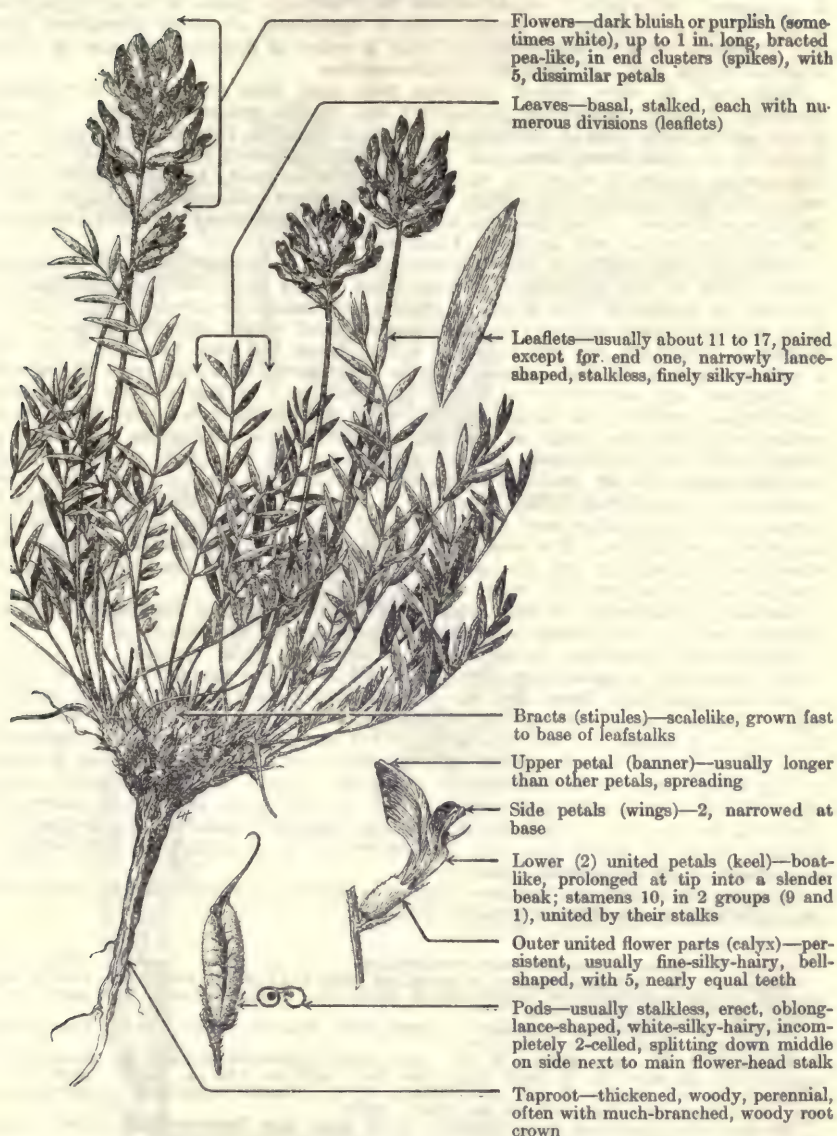 Flowers—dark bluish or purplish (some-
times white), up to 1 in. long, bracted
pea-like, in end clusters (spikes), with
5, dissimilar petals
Leaves—basal, stalked, each with nu-
merous divisions (leaflets)
Leaflets—usually about 11 to 17, paired
except for. end one, narrowly lance-
shaped, stalkless, finely silky-hairy
Bracts (stipules)—scalelike, grown fast
to base of leafstalks
Upper petal (banner)—usually longer
than other petals, spreading
Side petals (wings)—2, narrowed at
base
Lower (2) united petals (keel)—boat-
like, prolonged at tip into a slender
beak; stamens 10, in 2 groups (9 and
1), united by their stalks
Outer united flower parts (calyx)—per-
sistent, usually fine-silky-hairy, bell-
shaped, with 5, nearly equal teeth
Pods—usually stalkless, erect, oblong-
lance-shaped, white-silky-hairy, incom-
pletely 2-celled, splitting down middle
on side next to main flower-head stalk
Taproot—thickened, woody, perennial,
often with much-branched, woody root
crown